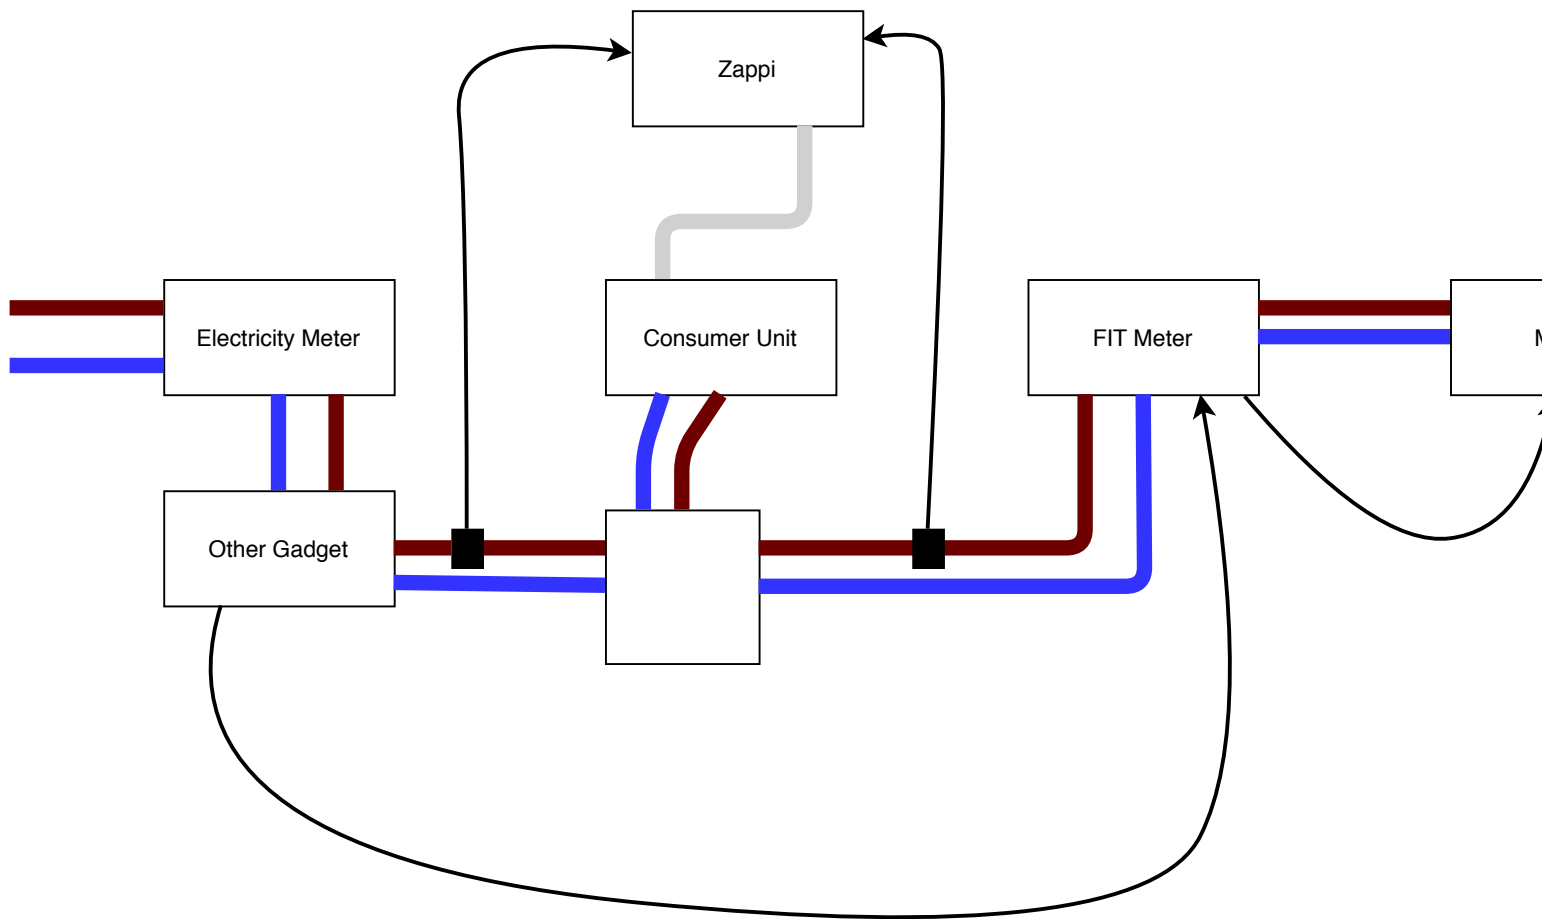 Zappi
Electricity Meter
Consumer Unit
FIT Meter
Other Gadget